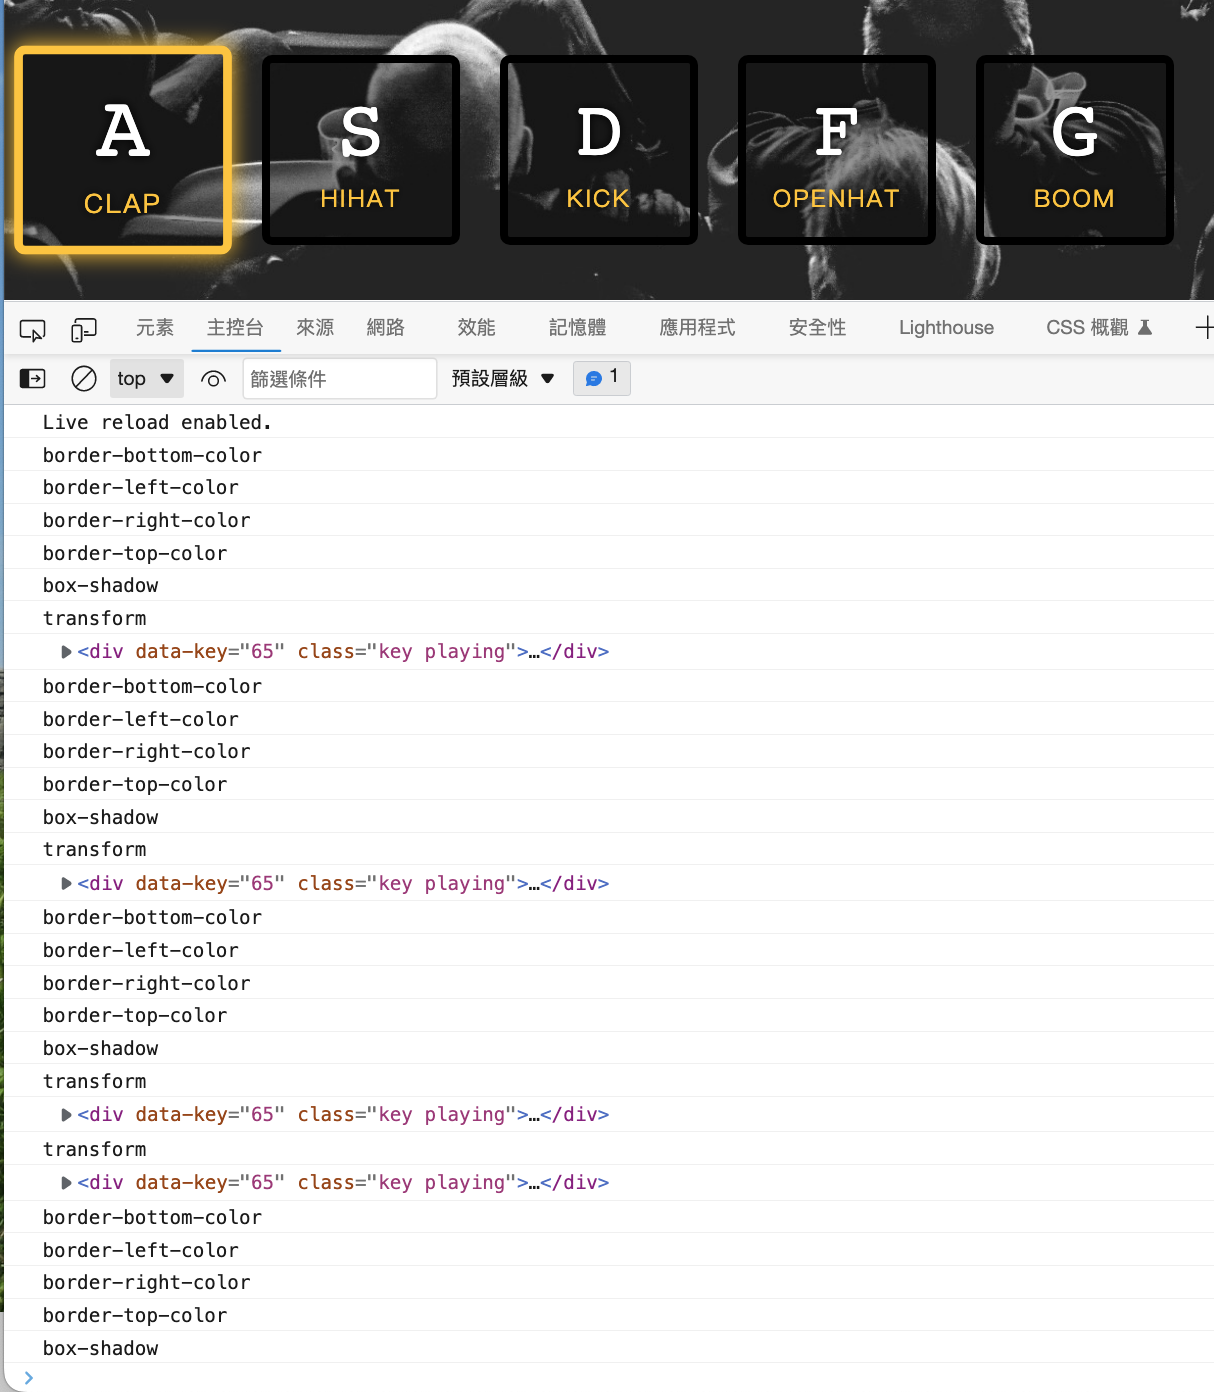 A S D F G
CLAP HIHAT KICK OPENHAT BOOM
元素 主控台 來源 網路 效能 記憶體 應用程式 安全性 Lighthouse CSS 概觀
top 篩選條件 預設層級 1
Live reload enabled.
border-bottom-color
border-left-color
border-right-color
border-top-color
box-shadow
transform
<div data-key="65" class="key playing">…</div>
border-bottom-color
border-left-color
border-right-color
border-top-color
box-shadow
transform
<div data-key="65" class="key playing">…</div>
border-bottom-color
border-left-color
border-right-color
border-top-color
box-shadow
transform
<div data-key="65" class="key playing">…</div>
transform
<div data-key="65" class="key playing">…</div>
border-bottom-color
border-left-color
border-right-color
border-top-color
box-shadow